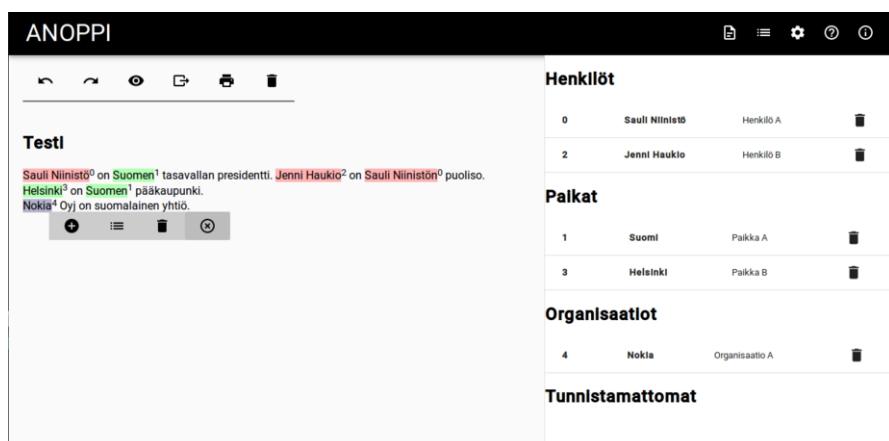 ANOPPI
Testi
Sauli Niinistö⁰ on Suomen¹ tasavallan presidentti. Jenni Haukio² on Sauli Niinistön⁰ puoliso.
Helsinki³ on Suomen¹ pääkaupunki.
Nokia⁴ Oyj on suomalainen yhtiö.
Henkilöt
0 Sauli Niinistö Henkilö A
2 Jenni Haukio Henkilö B
Paikat
1 Suomi Paikka A
3 Helsinki Paikka B
Organisaatiot
4 Nokia Organisaatio A
Tunnistamattomat